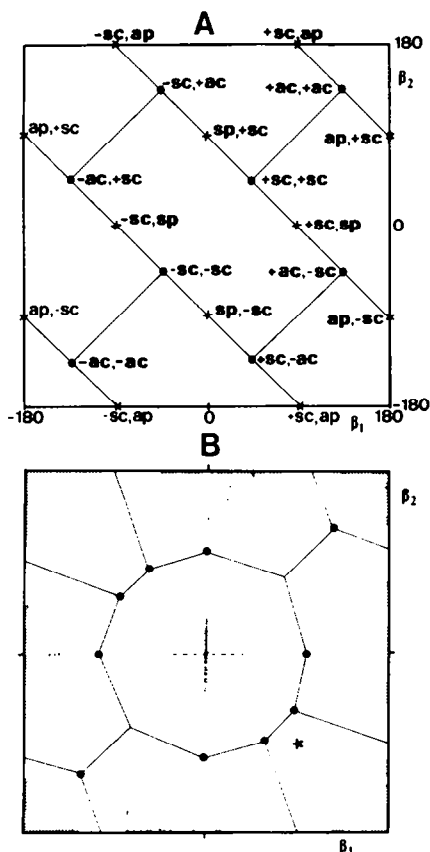 A
-sc,ap +sc,ap 180
β₂
-sc,+ac +ac,+ac
ap,+sc sp,+sc ap,+sc
-ac,+sc +sc,+sc
-sc,sp +sc,sp 0
-sc,-sc +ac,-sc
ap,-sc sp,-sc ap,-sc
-ac,-ac +sc,-ac
-180
-180 -sc,ap 0 β₁ +sc,ap 180
B
β₂
β₁